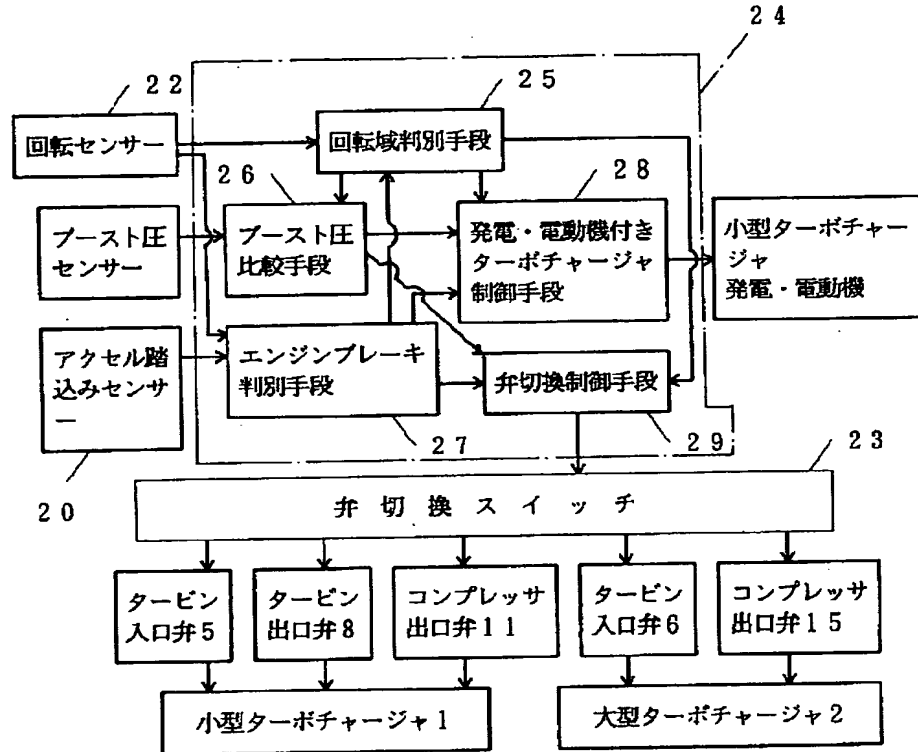 24
22
25
回転センサー
回転域判別手段
26
28
ブースト圧
センサー
ブースト圧
比較手段
発電・電動機付き
ターボチャージャ
制御手段
小型ターボチャー
ジャ
発電・電動機
アクセル踏
込みセンサ
ー
エンジンブレーキ
判別手段
弁切換制御手段
27
29
23
20
弁切換スイッチ
タービン
入口弁5
タービン
出口弁8
コンプレッサ
出口弁11
タービン
入口弁6
コンプレッサ
出口弁15
小型ターボチャージャ1
大型ターボチャージャ2